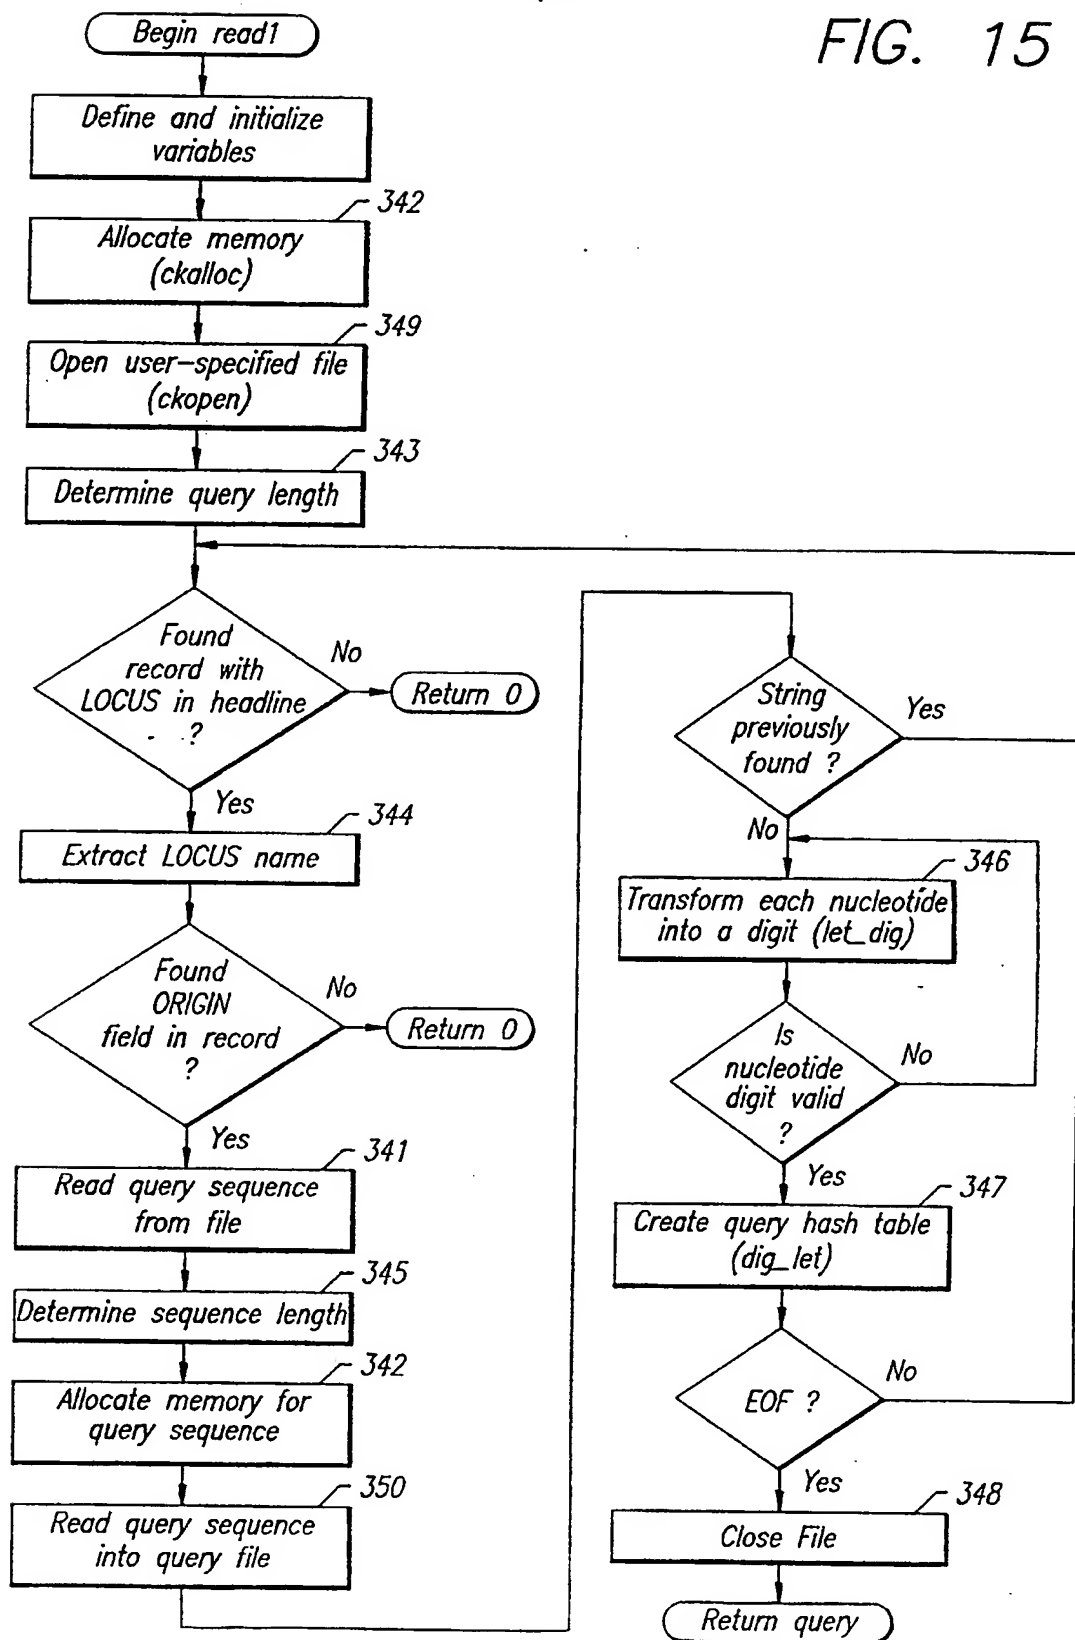 FIG. 15
Begin read1
Define and initialize
variables
342
Allocate memory
(ckalloc)
349
Open user-specified file
(ckopen)
343
Determine query length
Found
record with
LOCUS in headline
?
No
Return 0
Yes
344
Extract LOCUS name
Found
ORIGIN
field in record
?
No
Return 0
Yes
341
Read query sequence
from file
345
Determine sequence length
342
Allocate memory for
query sequence
350
Read query sequence
into query file
String
previously
found ?
Yes
No
346
Transform each nucleotide
into a digit (let_dig)
Is
nucleotide
digit valid
?
No
Yes
347
Create query hash table
(dig_let)
EOF ?
No
Yes
348
Close File
Return query